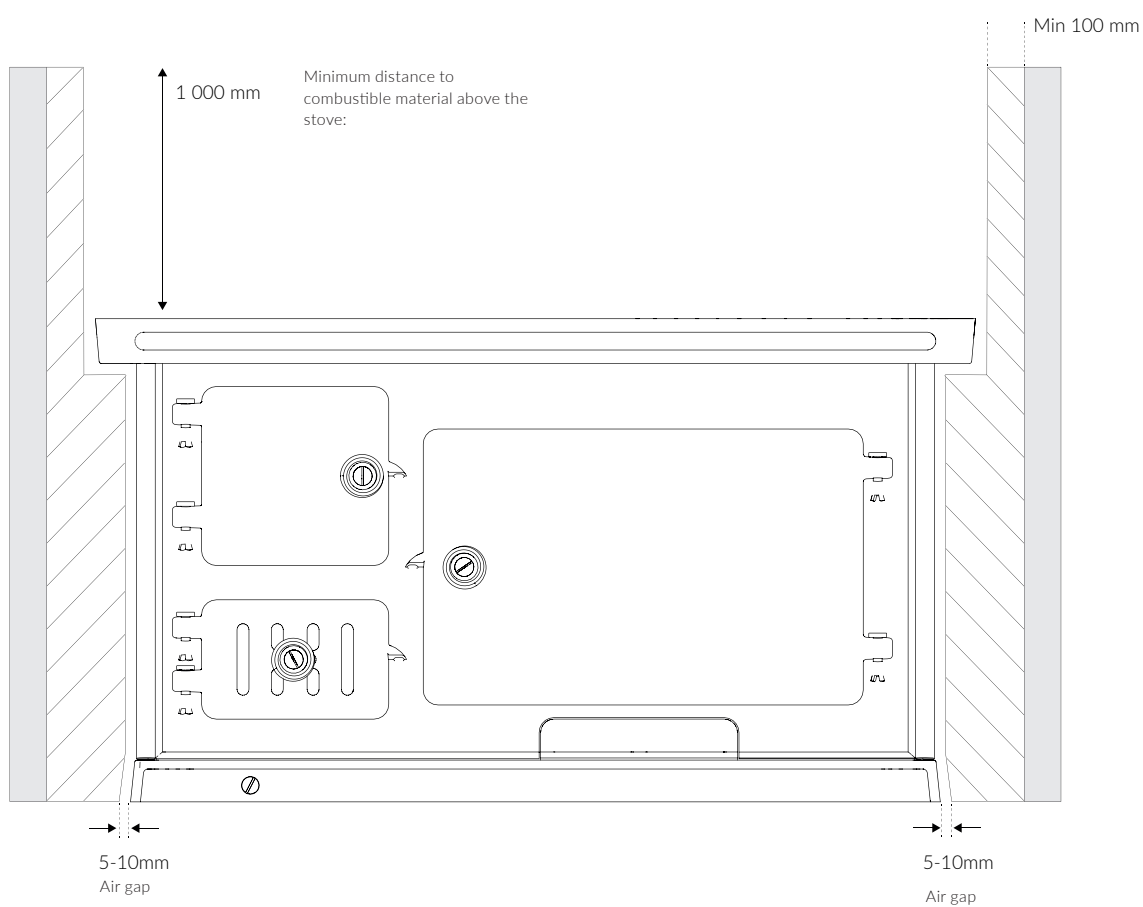 Min 100 mm
1 000 mm
Minimum distance to
combustible material above the
stove:
5-10mm
Air gap
5-10mm
Air gap